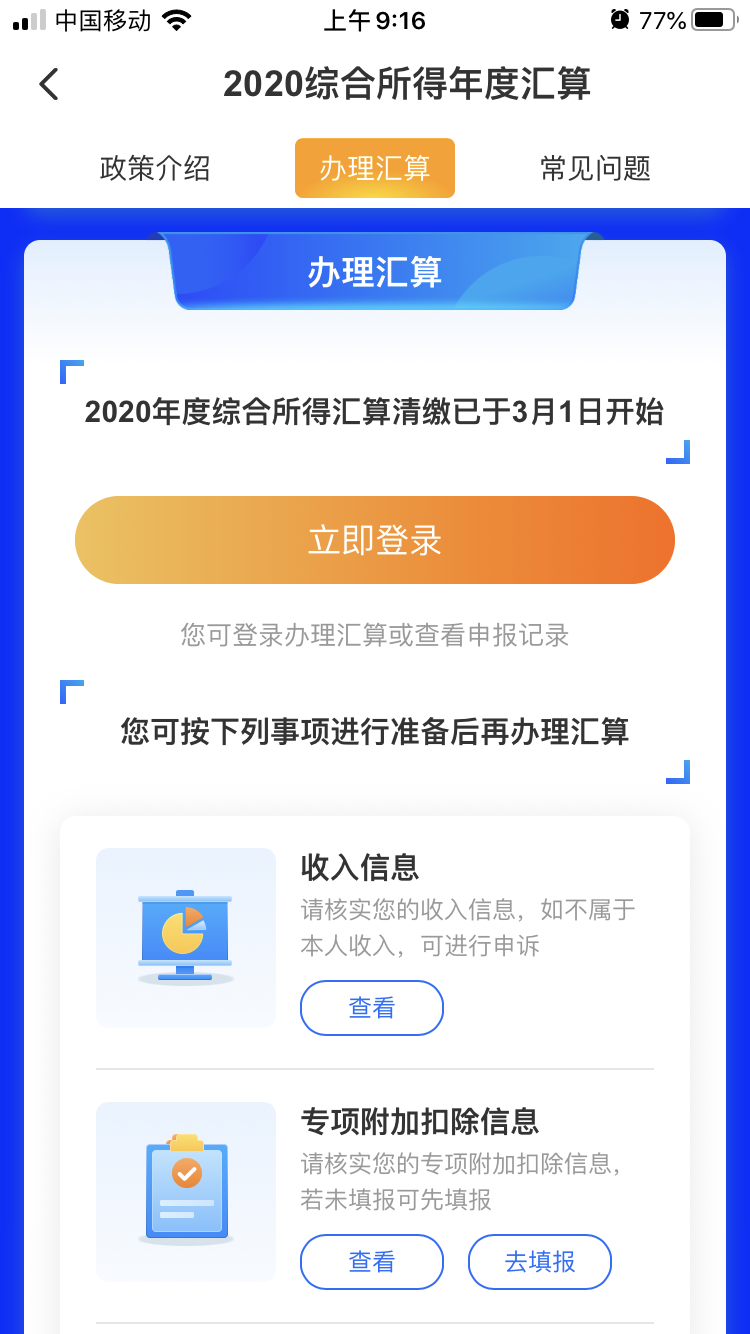 中国移动 上午 9:16 77%
2020综合所得年度汇算
政策介绍 办理汇算 常见问题
办理汇算
2020年度综合所得汇算清缴已于3月1日开始
立即登录
您可登录办理汇算或查看申报记录
您可按下列事项进行准备后再办理汇算
收入信息
请核实您的收入信息，如不属于
本人收入，可进行申诉
查看
专项附加扣除信息
请核实您的专项附加扣除信息，
若未填报可先填报
查看 去填报